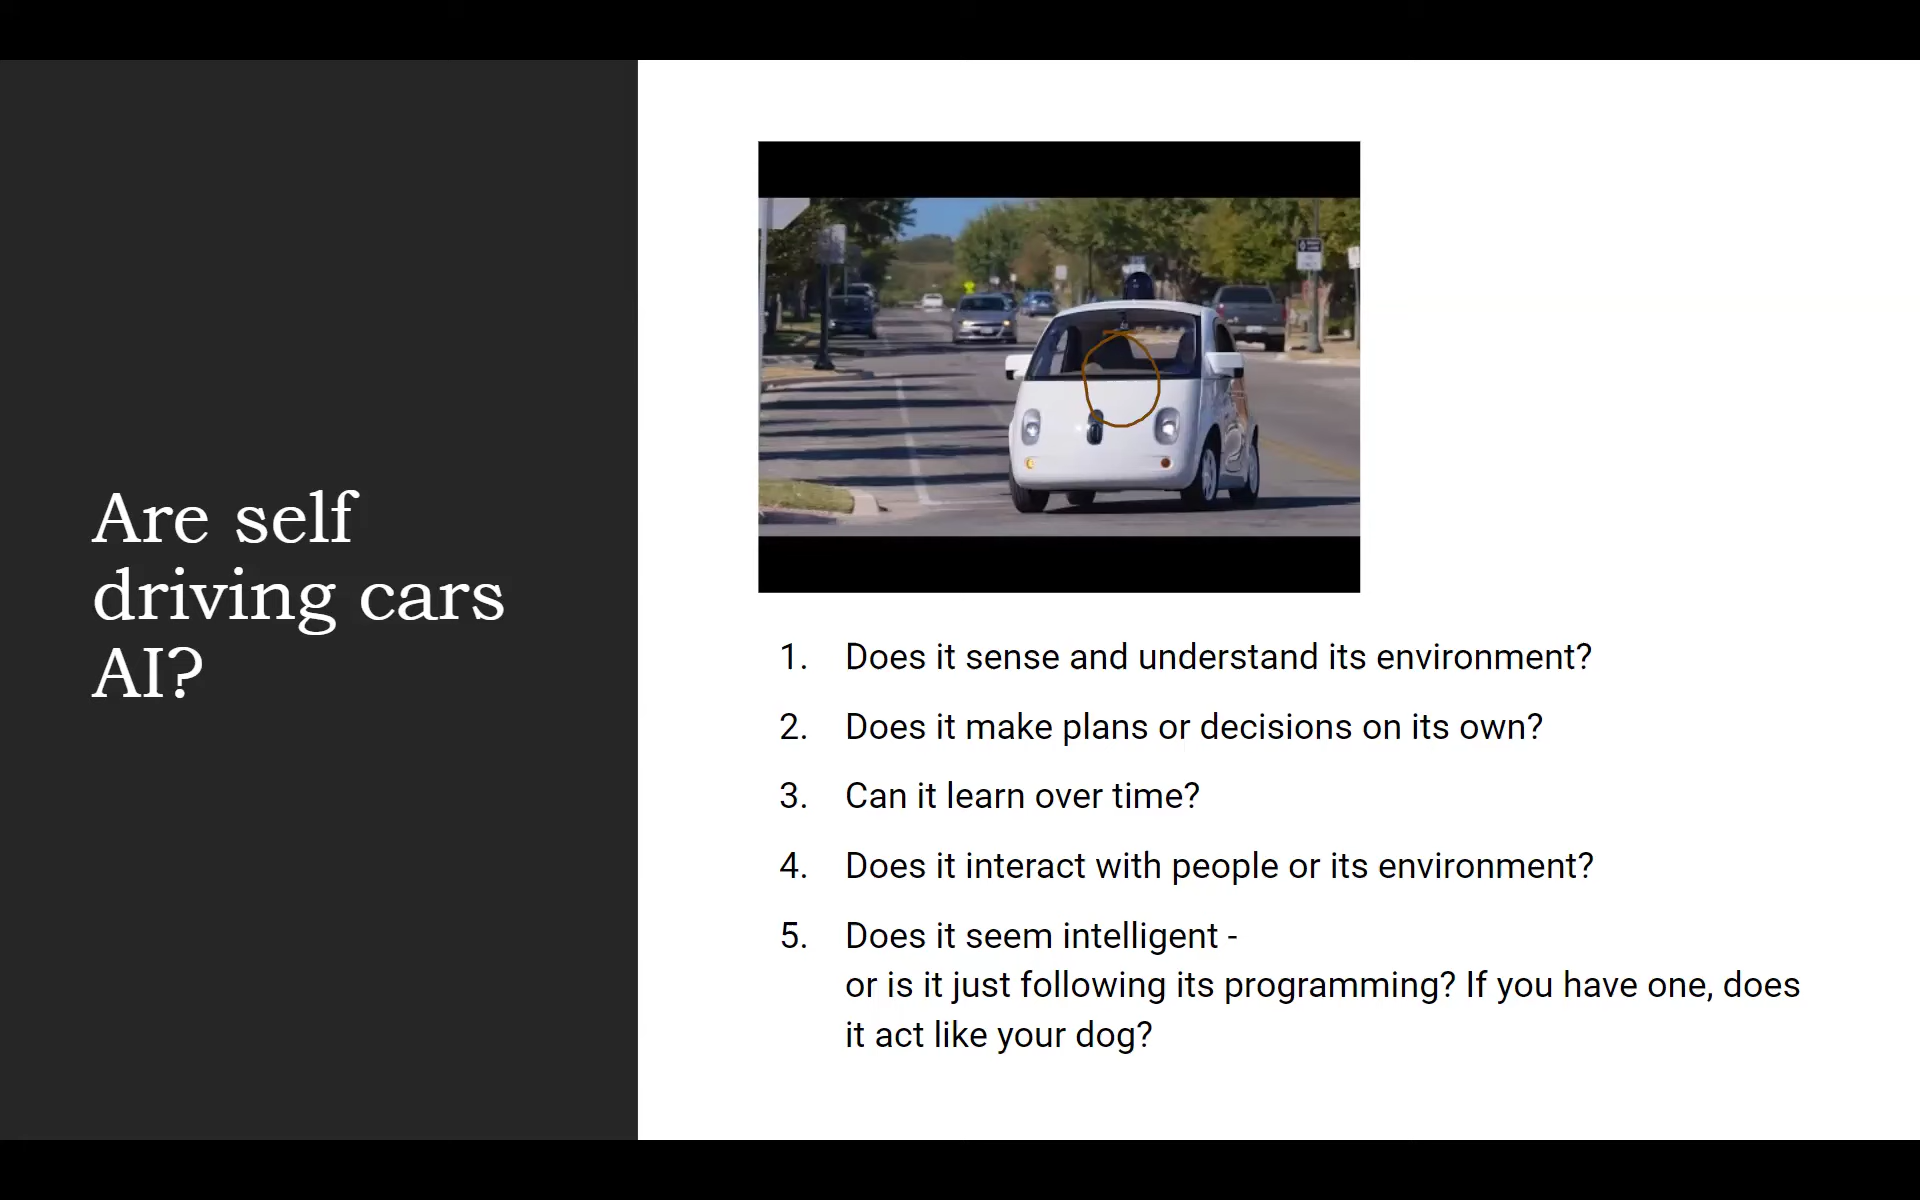 Are self
driving cars
AI?
1. Does it sense and understand its environment?
2. Does it make plans or decisions on its own?
3. Can it learn over time?
4. Does it interact with people or its environment?
5. Does it seem intelligent -
or is it just following its programming? If you have one, does
it act like your dog?